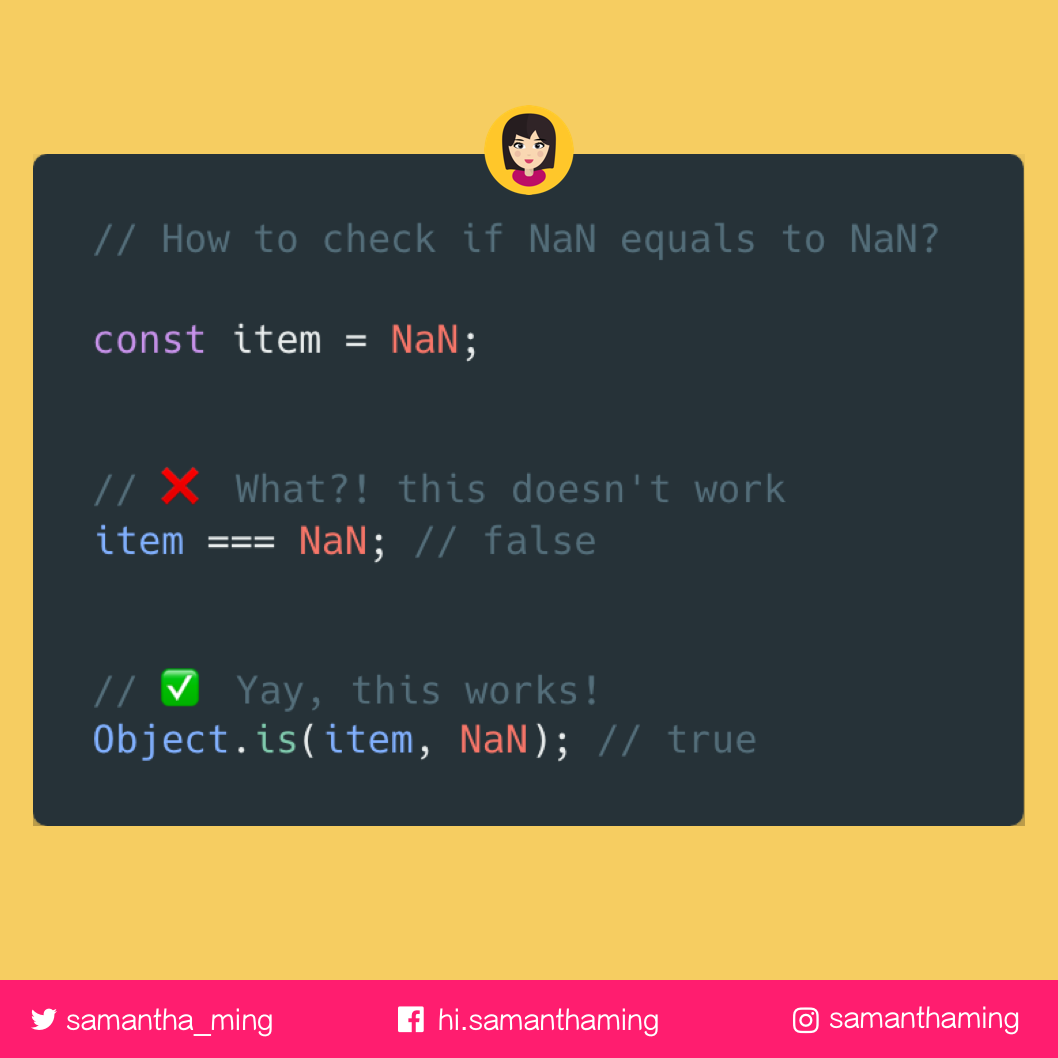 // How to check if NaN equals to NaN?
const item = NaN;
// ❌ What?! this doesn't work
item === NaN; // false
// ✅ Yay, this works!
Object.is(item, NaN); // true
samantha_ming
hi.samanthaming
samanthaming